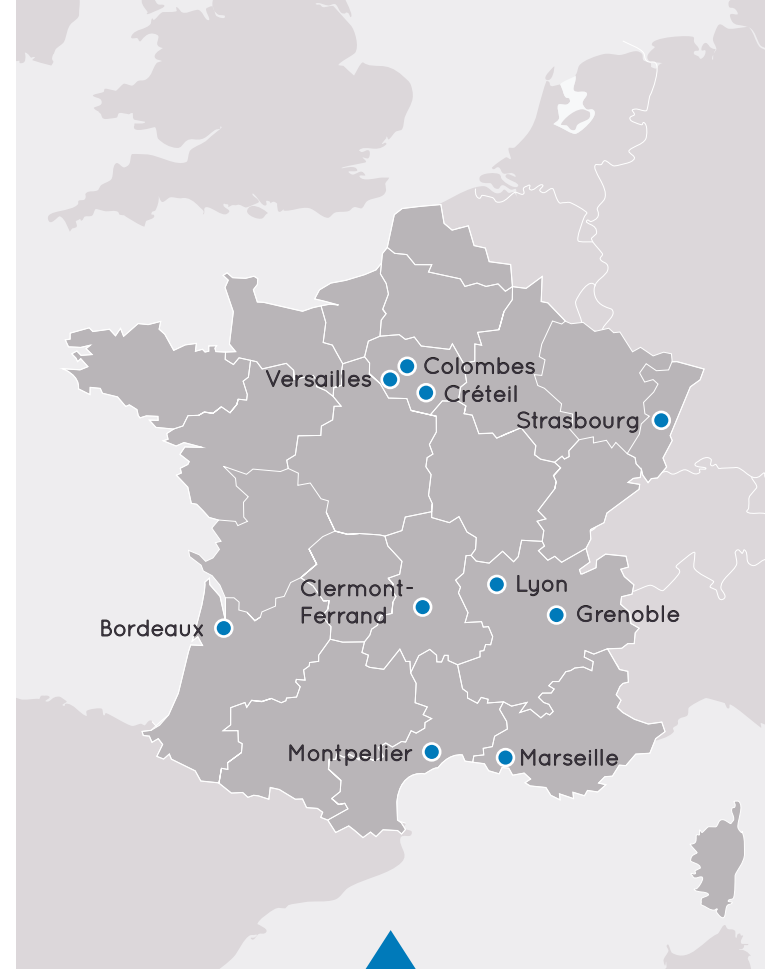 Colombes
Versailles
Créteil
Strasbourg
Clermont-
Ferrand
Lyon
Grenoble
Bordeaux
Montpellier
Marseille